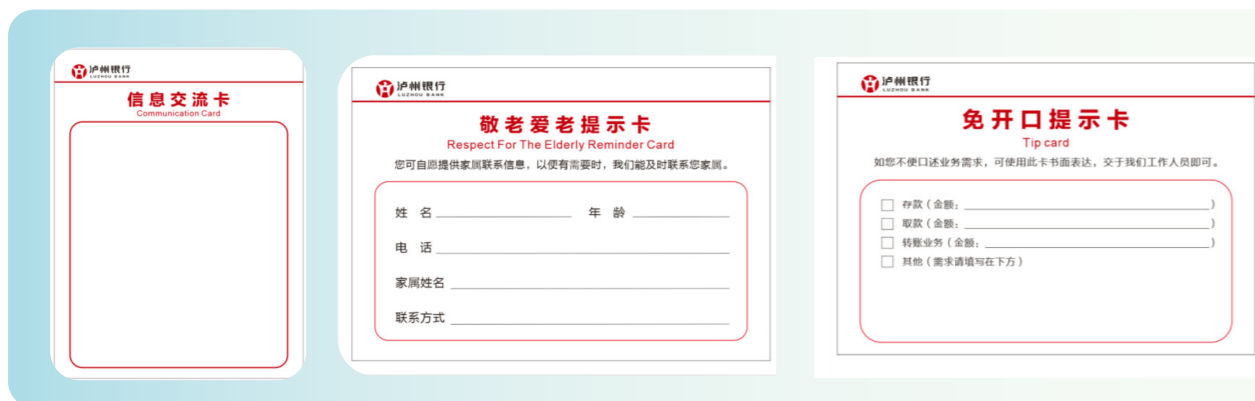 泸州银行
LUZHOU BANK
信息交流卡
Communication Card
泸州银行
LUZHOU BANK
敬老爱老提示卡
Respect For The Elderly Reminder Card
您可自愿提供家属联系信息，以便有需要时，我们能及时联系您家属。
姓 名 年 龄
电 话
家属姓名
联系方式
泸州银行
LUZHOU BANK
免开口提示卡
Tip card
如您不便口述业务需求，可使用此卡书面表达，交于我们工作人员即可。
存款（金额： ）
取款（金额： ）
转账业务（金额： ）
其他（需求请填写在下方）